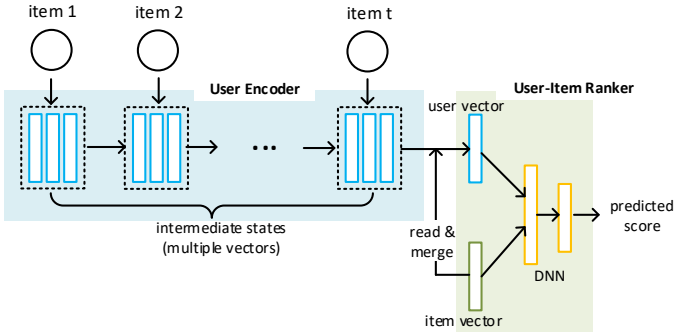 item 1
item 2
item t
User Encoder
User-Item Ranker
user vector
...
intermediate states
(multiple vectors)
read &
merge
predicted
score
DNN
item vector